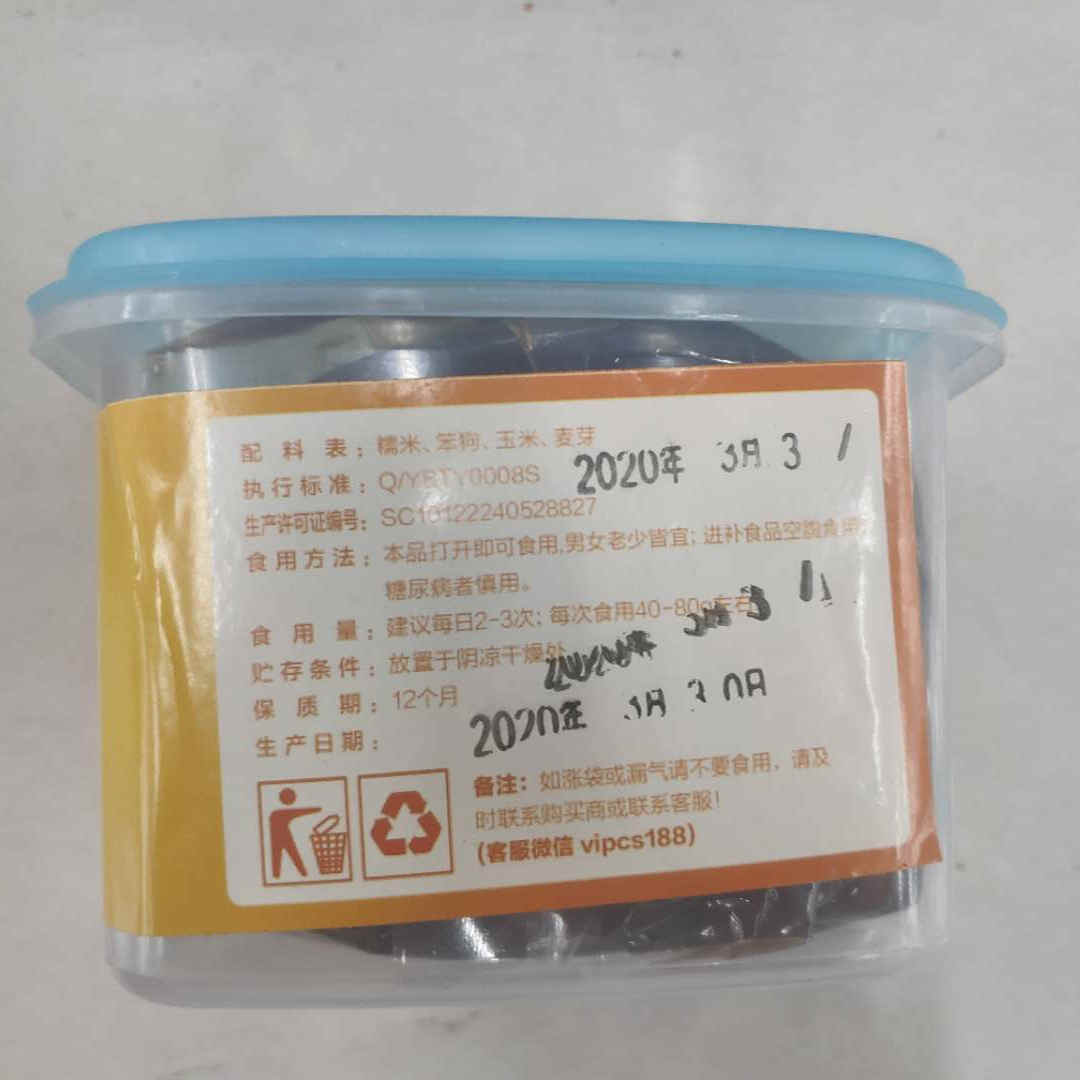 配料表：糯米、笨狗、玉米、麦芽
2020年 3月 3
执行标准：Q/YBTY0008S
生产许可证编号：SC10122240528827
食用方法：本品打开即可食用,男女老少皆宜；进补食品空腹食用
糖尿病者慎用。
食用量：建议每日2-3次；每次食用40-80g左右
贮存条件：放置于阴凉干燥处
保质期：12个月
生产日期：
2020年 3月30日
备注：如涨袋或漏气请不要食用，请及
时联系购买商或联系客服！
(客服微信 vipcs188)